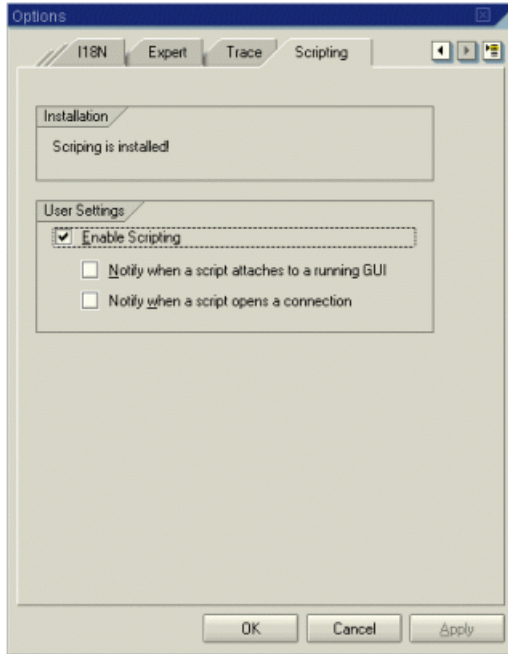 Options
I18N Expert Trace Scripting
Installation
Scriping is installed!
User Settings
Enable Scripting
Notify when a script attaches to a running GUI
Notify when a script opens a connection
OK Cancel Apply